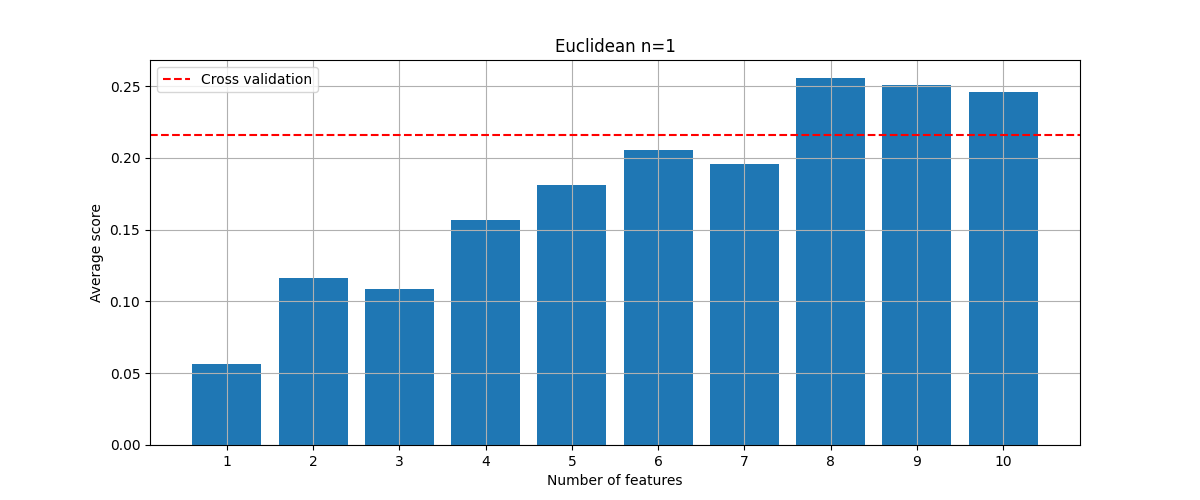 Euclidean n=1
Cross validation
0.25
0.20
0.15
0.10
0.05
0.00
Average score
1 2 3 4 5 6 7 8 9 10
Number of features